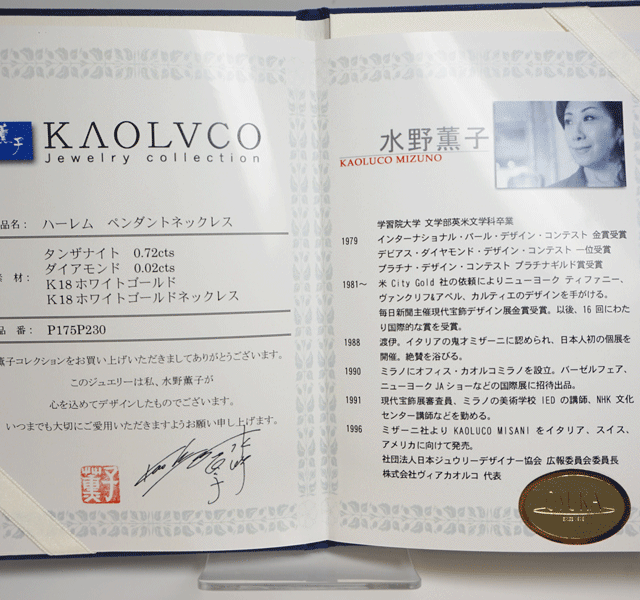 KAOLVCO
Jewelry collection
品名: ハーレム ペンダントネックレス
タンザナイト 0.72cts
ダイアモンド 0.02cts
素 材: K18ホワイトゴールド
K18ホワイトゴールドネックレス
品 番: P175P230
薫子コレクションをお買い上げいただきましてありがとうございます。
このジュエリーは私、水野薫子が
心を込めてデザインしたものでございます。
いつまでも大切にご愛用いただきますようお願い申し上げます。
薫子
水野薫子
KAOLUCO MIZUNO
学習院大学 文学部英米文学科卒業
1979 インターナショナル・パール・デザイン・コンテスト 金賞受賞
デビアス・ダイヤモンド・デザイン・コンテスト 一位受賞
プラチナ・デザイン・コンテスト プラチナギルド賞受賞
1981~ 米 City Gold 社の依頼によりニューヨーク ティファニー、
ヴァンクリフ&アペル、カルティエのデザインを手がける。
毎日新聞主催現代宝飾デザイン展金賞受賞。以後、16 回にわ
たり国際的な賞を受賞。
1988 渡伊。イタリアの鬼才ミザーニに認められ、日本人初の個展を
開催。絶賛を浴びる。
1990 ミラノにオフィス・カオルコミラノを設立。バーゼルフェア、
ニューヨーク JA ショーなどの国際展に招待出品。
1991 現代宝飾展審査員、ミラノの美術学校 IED の講師、NHK 文化
センター講師などを勤める。
1996 ミザーニ社より KAOLUCO MISANI をイタリア、スイス、
アメリカに向けて発売。
社団法人日本ジュウリーデザイナー協会 広報委員会委員長
株式会社ヴィアカオルコ 代表